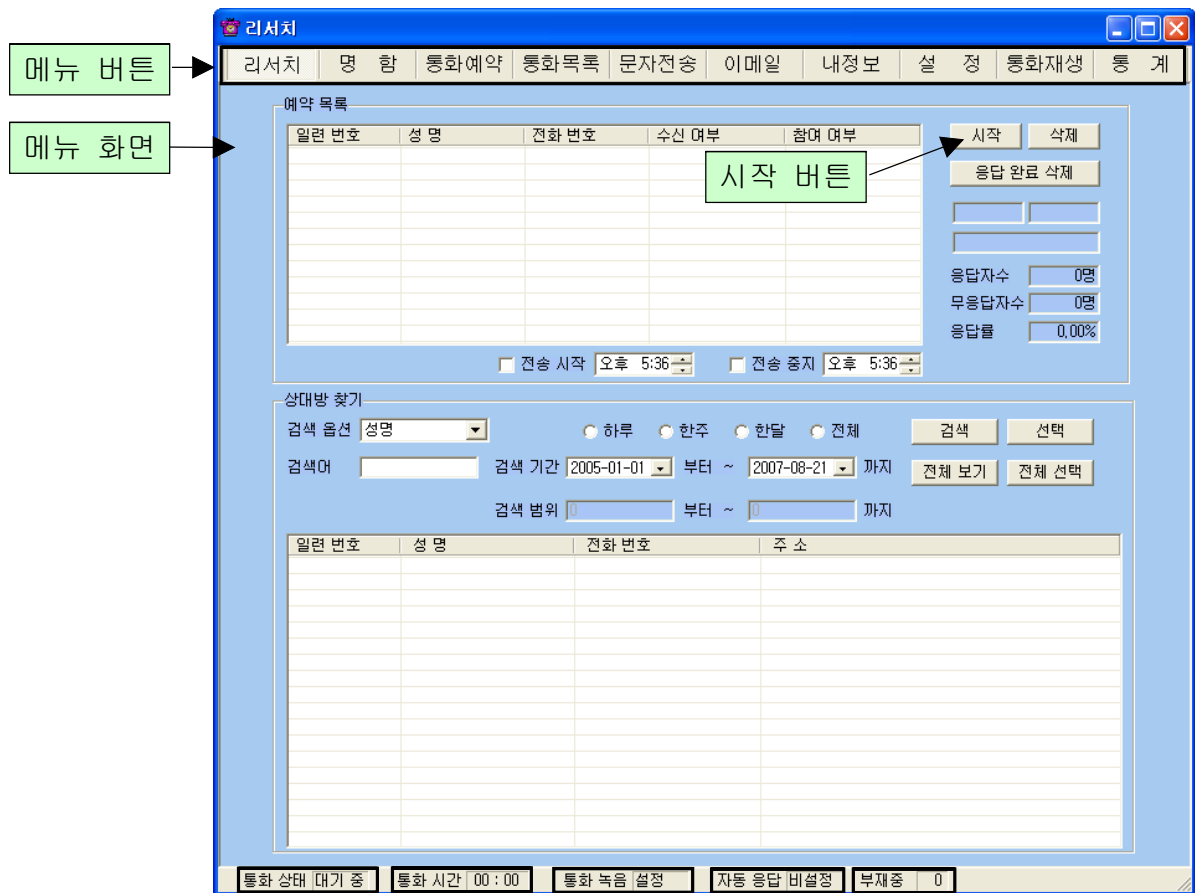 리서치
메뉴 버튼
리서치 명 함 통화예약 통화목록 문자전송 이메일 내정보 설 정 통화재생 통 계
메뉴 화면
예약 목록
일련 번호 성 명 전화 번호 수신 여부 참여 여부
시작 삭제
시작 버튼
응답 완료 삭제
응답자수 0명
무응답자수 0명
응답률 0,00%
전송 시작 오후 5:36 전송 중지 오후 5:36
상대방 찾기
검색 옵션 성명 하루 한주 한달 전체 검색 선택
검색어 검색 기간 2005-01-01 부터 ~ 2007-08-21 까지 전체 보기 전체 선택
검색 범위 0 부터 ~ 0 까지
일련 번호 성 명 전화 번호 주 소
통화 상태 대기 중 통화 시간 00 : 00 통화 녹음 설정 자동 응답 비설정 부재중 0